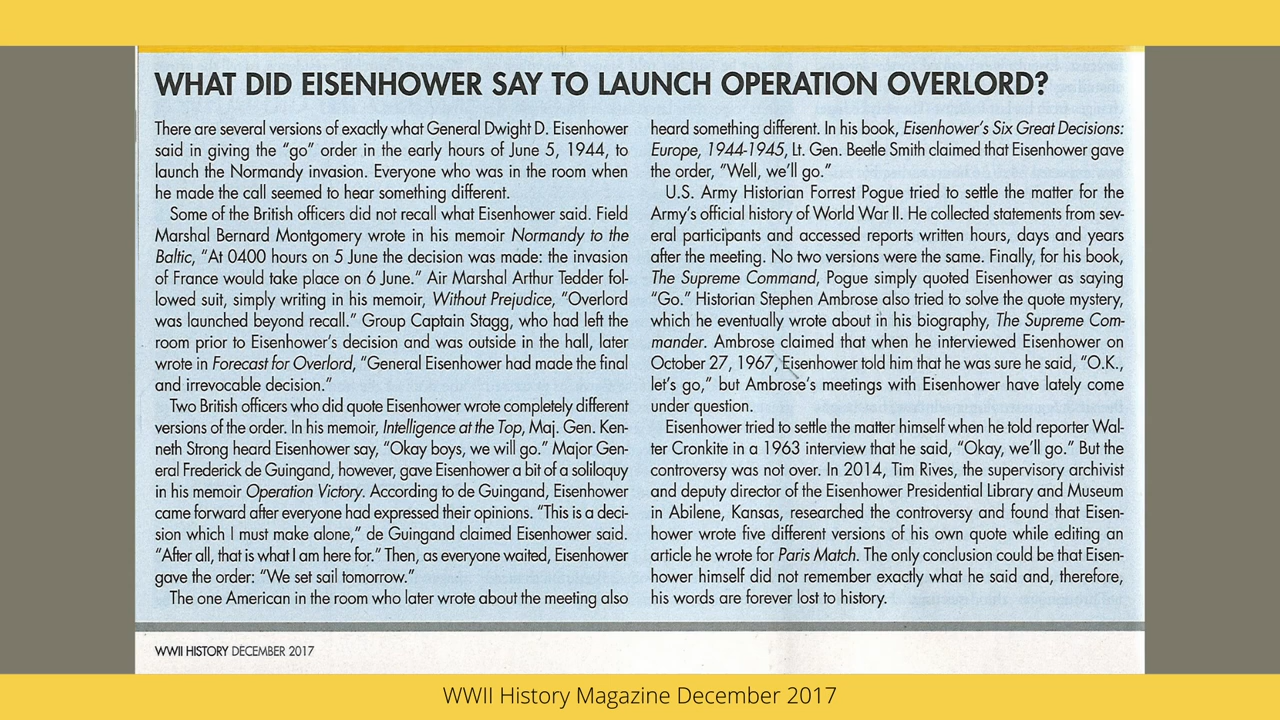 WHAT DID EISENHOWER SAY TO LAUNCH OPERATION OVERLORD?
There are several versions of exactly what General Dwight D. Eisenhower
said in giving the “go” order in the early hours of June 5, 1944, to
launch the Normandy invasion. Everyone who was in the room when
he made the call seemed to hear something different.
Some of the British officers did not recall what Eisenhower said. Field
Marshal Bernard Montgomery wrote in his memoir Normandy to the
Baltic, “At 0400 hours on 5 June the decision was made: the invasion
of France would take place on 6 June.” Air Marshal Arthur Tedder fol-
lowed suit, simply writing in his memoir, Without Prejudice, “Overlord
was launched beyond recall.” Group Captain Stagg, who had left the
room prior to Eisenhower’s decision and was outside in the hall, later
wrote in Forecast for Overlord, “General Eisenhower had made the final
and irrevocable decision.”
Two British officers who did quote Eisenhower wrote completely different
versions of the order. In his memoir, Intelligence at the Top, Maj. Gen. Ken-
neth Strong heard Eisenhower say, “Okay boys, we will go.” Major Gen-
eral Frederick de Guingand, however, gave Eisenhower a bit of a soliloquy
in his memoir Operation Victory. According to de Guingand, Eisenhower
came forward after everyone had expressed their opinions. “This is a deci-
sion which I must make alone,” de Guingand claimed Eisenhower said.
“After all, that is what I am here for.” Then, as everyone waited, Eisenhower
gave the order: “We set sail tomorrow.”
The one American in the room who later wrote about the meeting also
heard something different. In his book, Eisenhower’s Six Great Decisions:
Europe, 1944-1945, Lt. Gen. Beetle Smith claimed that Eisenhower gave
the order, “Well, we’ll go.”
U.S. Army Historian Forrest Pogue tried to settle the matter for the
Army’s official history of World War II. He collected statements from sev-
eral participants and accessed reports written hours, days and years
after the meeting. No two versions were the same. Finally, for his book,
The Supreme Command, Pogue simply quoted Eisenhower as saying
“Go.” Historian Stephen Ambrose also tried to solve the quote mystery,
which he eventually wrote about in his biography, The Supreme Com-
mander. Ambrose claimed that when he interviewed Eisenhower on
October 27, 1967, Eisenhower told him that he was sure he said, “O.K.,
let’s go,” but Ambrose’s meetings with Eisenhower have lately come
under question.
Eisenhower tried to settle the matter himself when he told reporter Wal-
ter Cronkite in a 1963 interview that he said, “Okay, we’ll go.” But the
controversy was not over. In 2014, Tim Rives, the supervisory archivist
and deputy director of the Eisenhower Presidential Library and Museum
in Abilene, Kansas, researched the controversy and found that Eisen-
hower wrote five different versions of his own quote while editing an
article he wrote for Paris Match. The only conclusion could be that Eisen-
hower himself did not remember exactly what he said and, therefore,
his words are forever lost to history.
WWII HISTORY DECEMBER 2017
WWII History Magazine December 2017